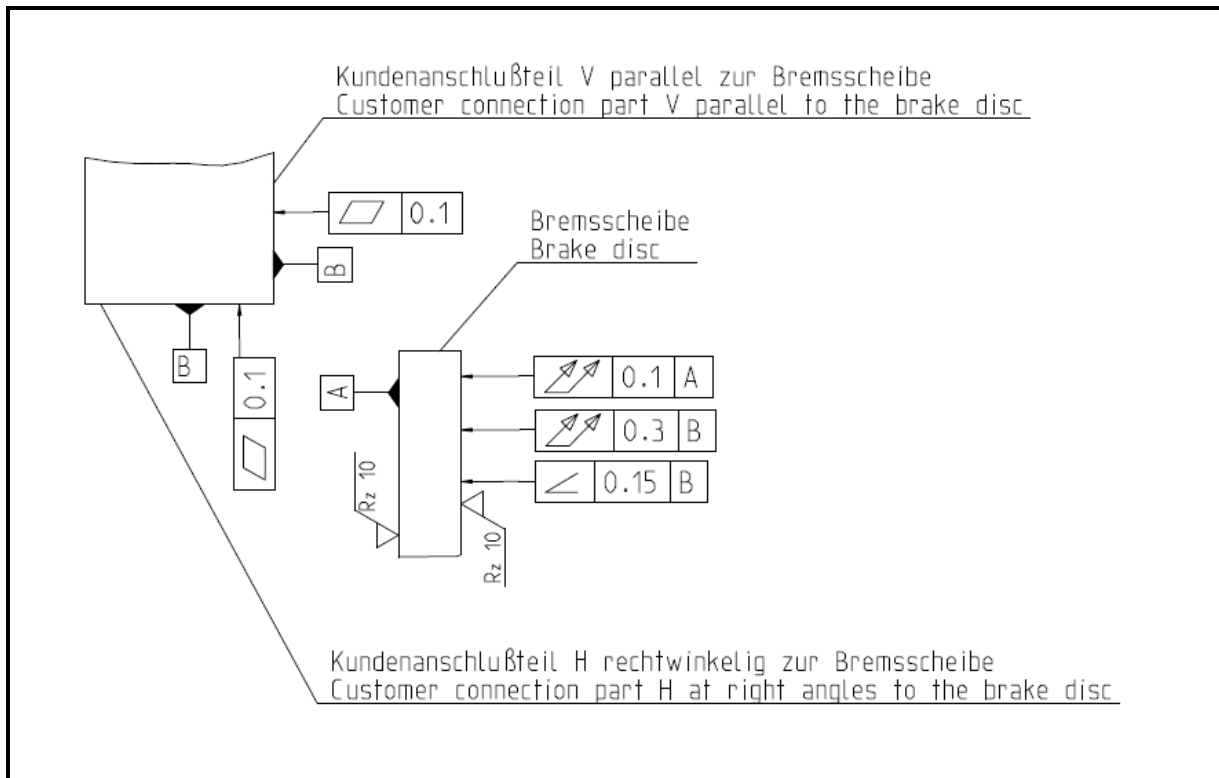 Kundenanschlußteil V parallel zur Bremsscheibe
Customer connection part V parallel to the brake disc
0.1
B
Bremsscheibe
Brake disc
B
0.1
A
0.1 A
0.3 B
0.15 B
Rz 10
Rz 10
Kundenanschlußteil H rechtwinkelig zur Bremsscheibe
Customer connection part H at right angles to the brake disc